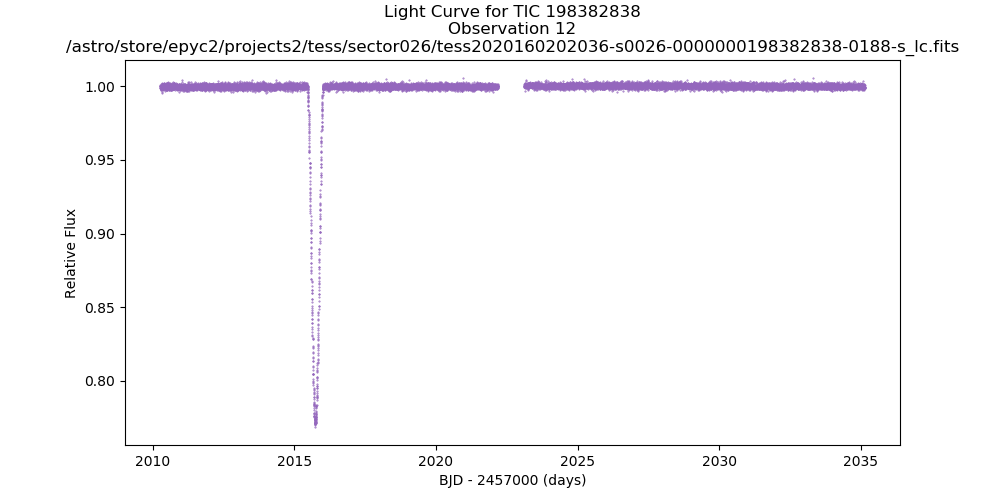 Light Curve for TIC 198382838
Observation 12
/astro/store/epyc2/projects2/tess/sector026/tess2020160202036-s0026-0000000198382838-0188-s_lc.fits
1.00
0.95
0.90
0.85
0.80
Relative Flux
2010 2015 2020 2025 2030 2035
BJD - 2457000 (days)